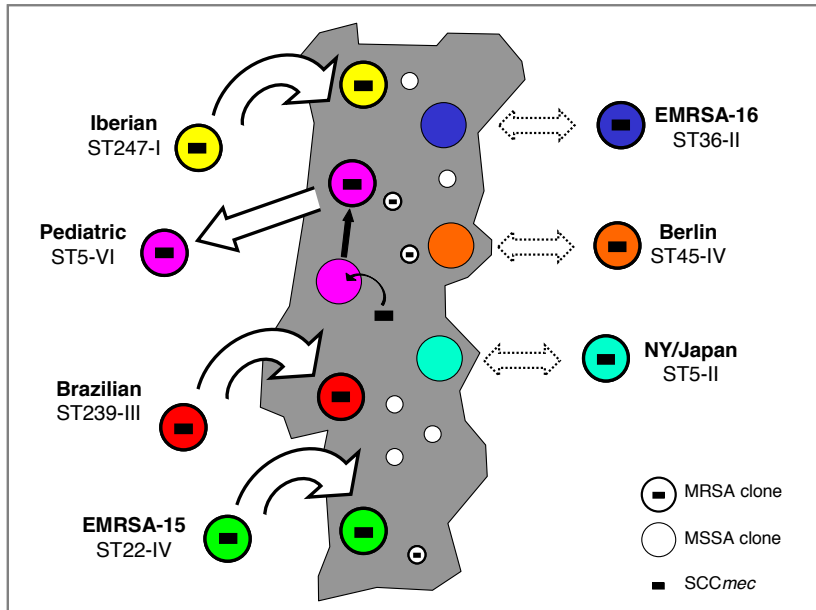 Iberian
ST247-I
Pediatric
ST5-VI
Brazilian
ST239-III
EMRSA-15
ST22-IV
EMRSA-16
ST36-II
Berlin
ST45-IV
NY/Japan
ST5-II
MRSA clone
MSSA clone
SCCmec